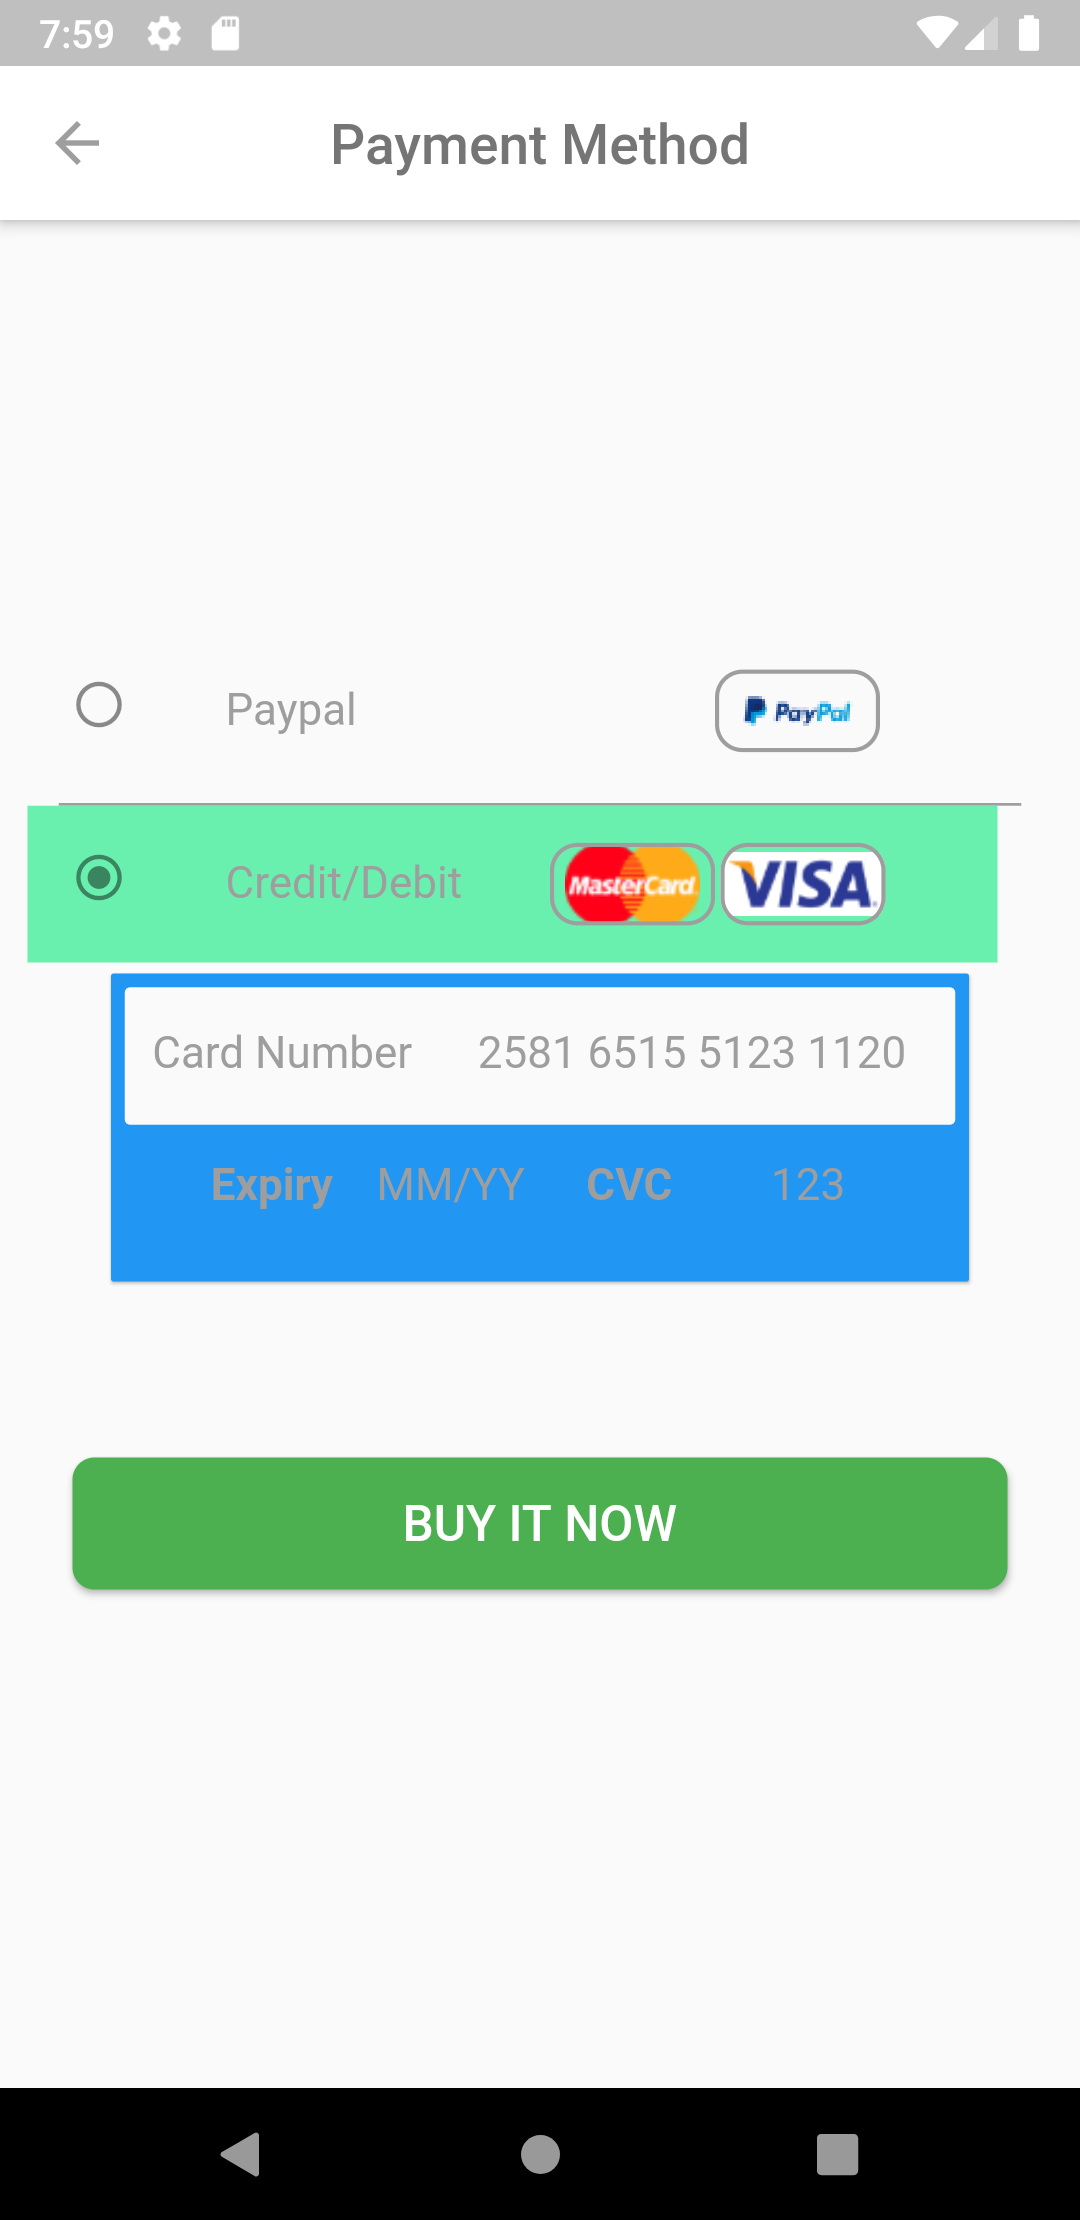 7:59
Payment Method
Paypal
PayPal
Credit/Debit
MasterCard
VISA
Card Number 2581 6515 5123 1120
Expiry MM/YY CVC 123
BUY IT NOW